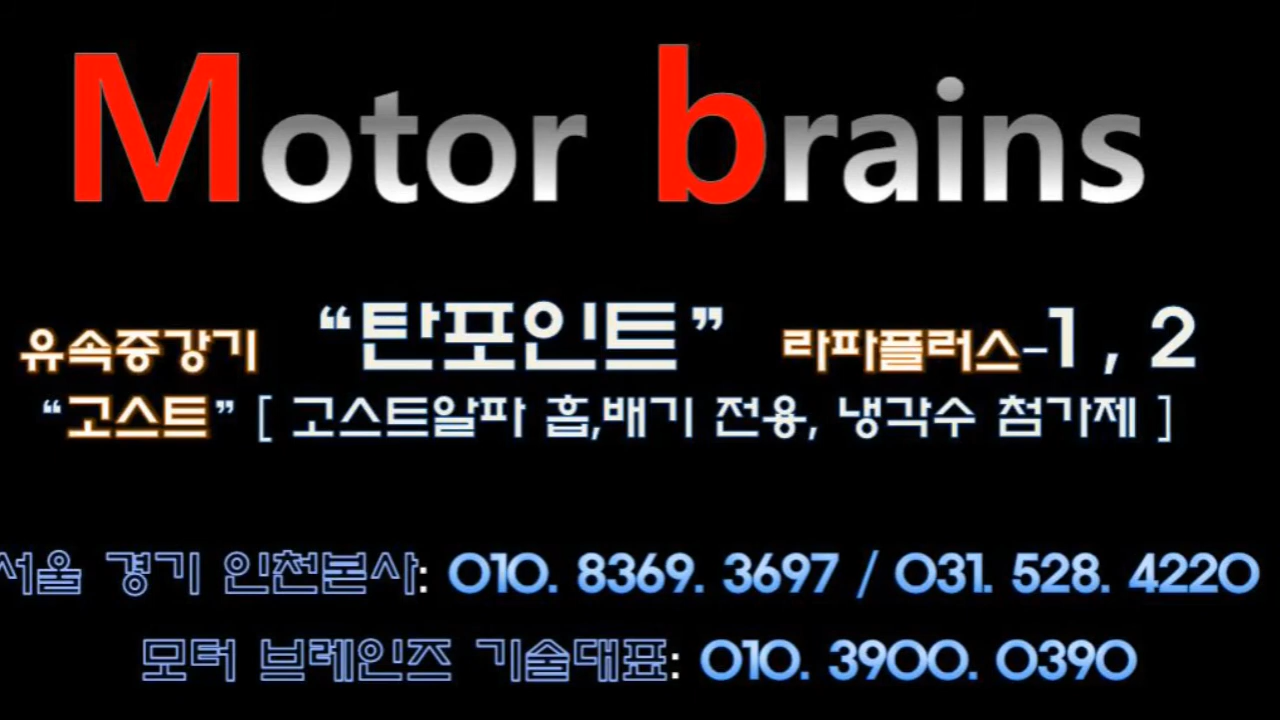 Motor brains
유속증강기 “탄포인트”라파플러스-1 , 2
“고스트” [ 고스트알파 흡,배기 전용, 냉각수 첨가제 ]
서울 경기 인천본사: 010. 8369. 3697 / 031. 528. 4220
모터 브레인즈 기술대표: 010. 3900. 0390